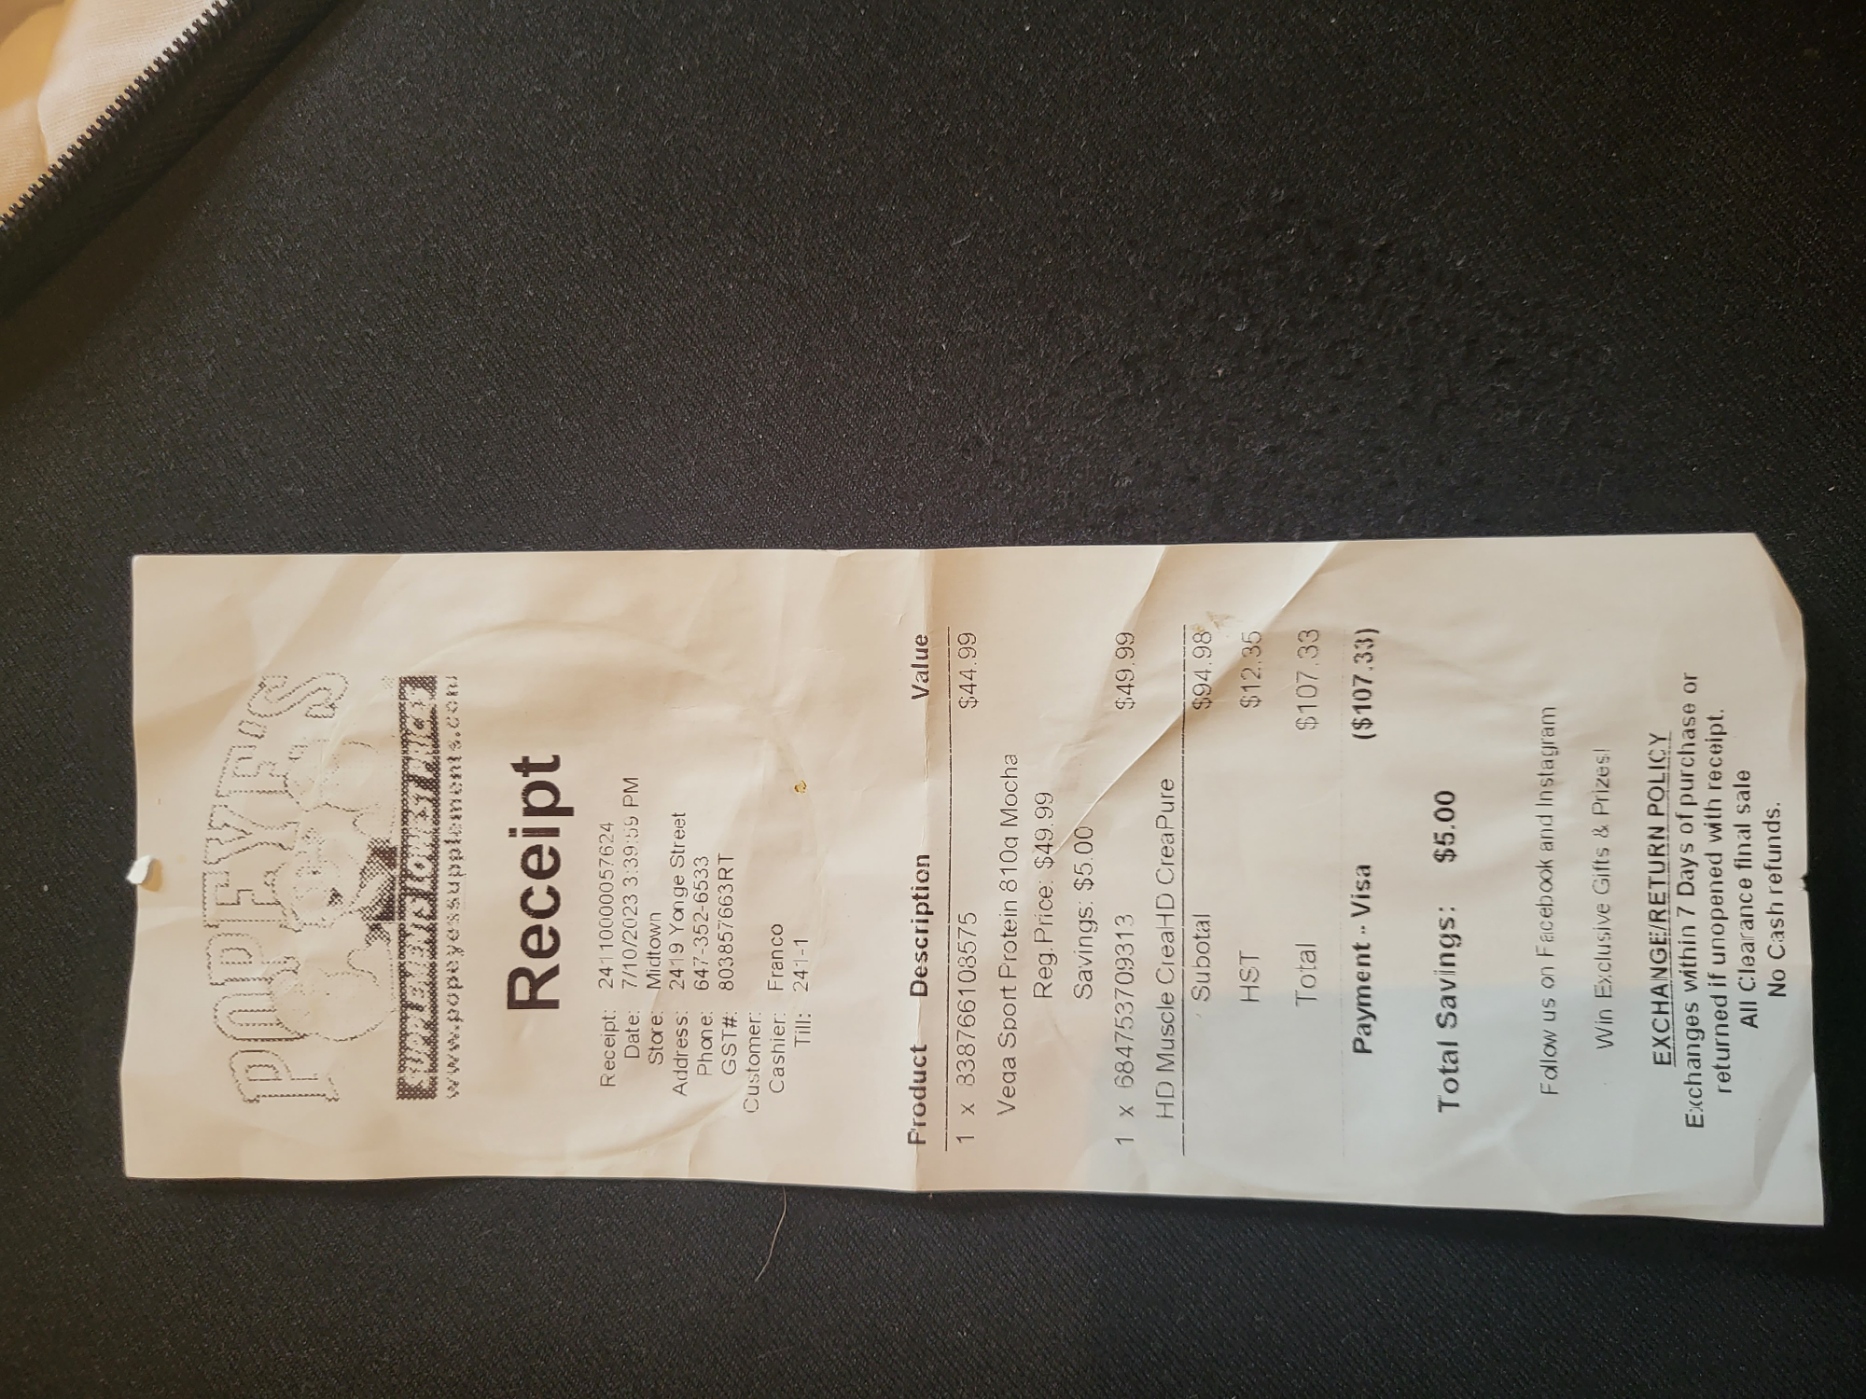 POPEYE'S
SUPPLEMENTS LOWEST PRICES
www.popeyessupplements.com
Receipt
Receipt: 24110000057624
Date: 7/10/2023 3:39:59 PM
Store: Midtown
Address: 2419 Yonge Street
Phone: 647-352-6533
GST#: 803857663RT
Customer:
Cashier: Franco
Till: 241-1
Product Description Value
1 x 838766108575 $44.99
Vega Sport Protein 810g Mocha
Reg.Price: $49.99
Savings: $5.00
1 x 684753709313 $49.99
HD Muscle CreaHD CreaPure
Subotal $94.98
HST $12.35
Total $107.33
Payment - Visa ($107.33)
Total Savings: $5.00
Follow us on Facebook and Instagram
Win Exclusive Gifts & Prizes!
EXCHANGE/RETURN POLICY
Exchanges within 7 Days of purchase or
returned if unopened with receipt.
All Clearance final sale
No Cash refunds.